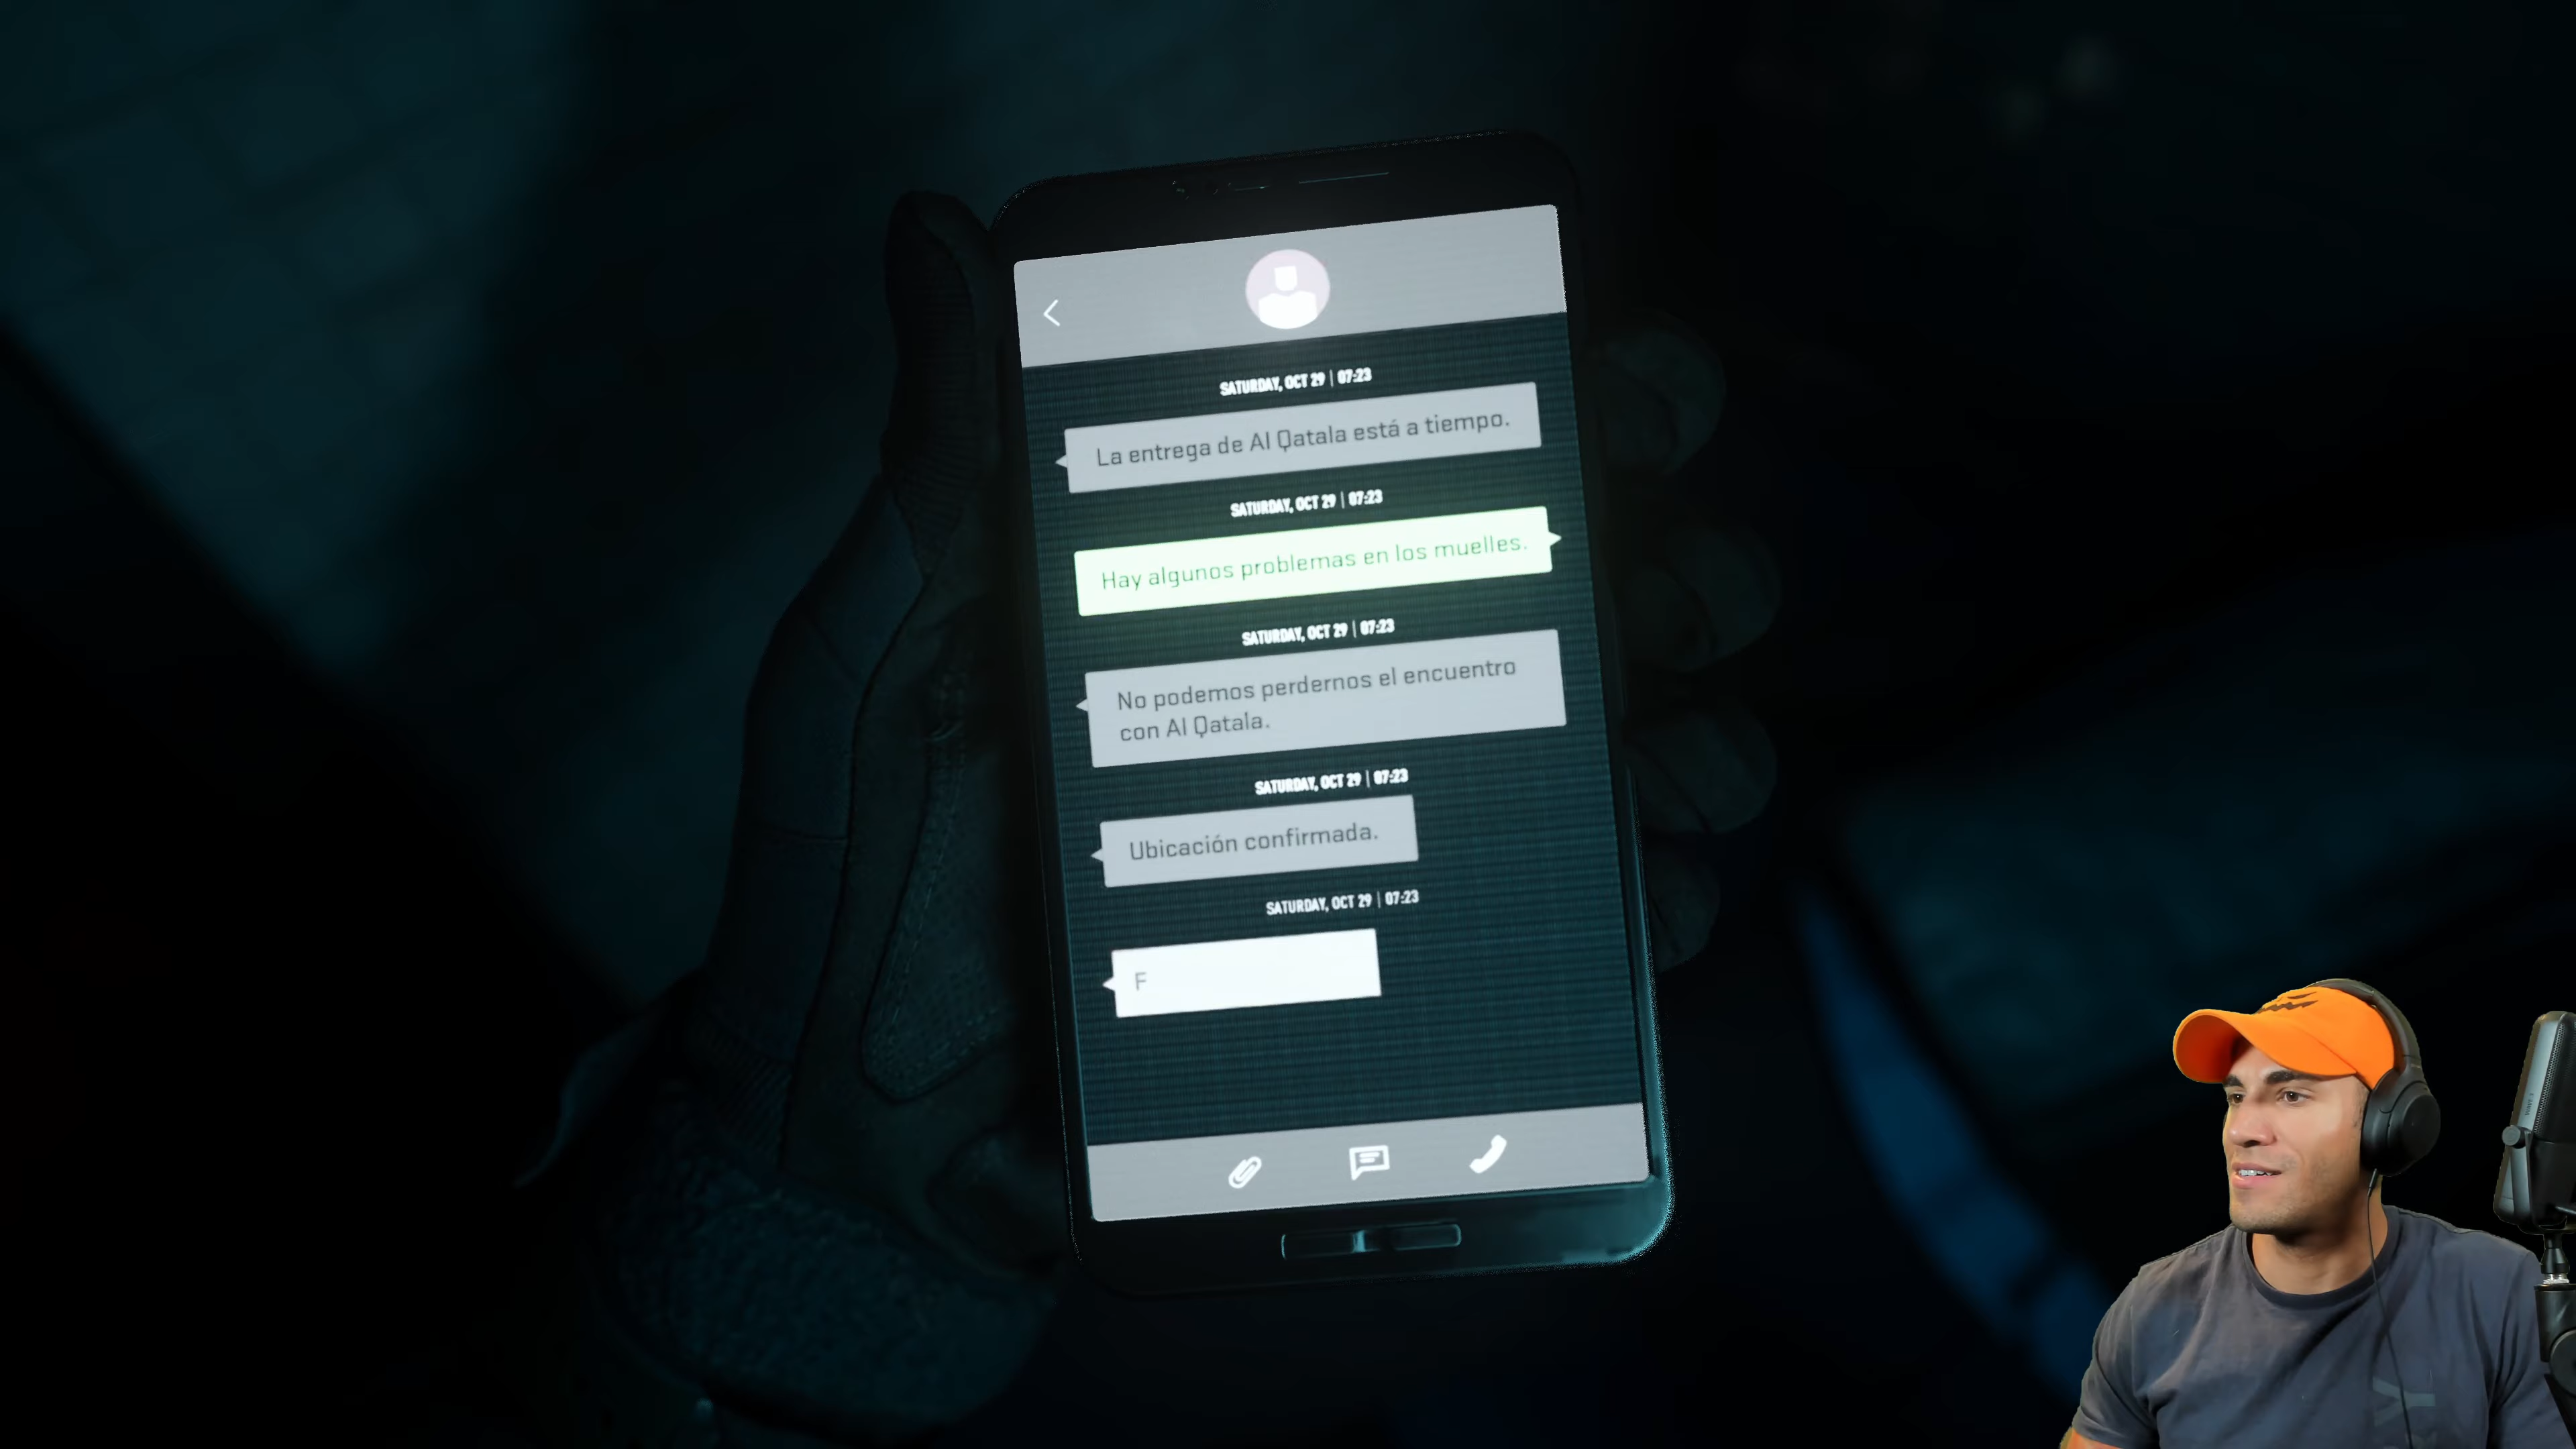 SATURDAY, OCT 29 | 07:23
La entrega de Al Qatala está a tiempo.
SATURDAY, OCT 29 | 07:23
Hay algunos problemas en los muelles.
SATURDAY, OCT 29 | 07:23
No podemos perdernos el encuentro
con Al Qatala.
SATURDAY, OCT 29 | 07:23
Ubicación confirmada.
SATURDAY, OCT 29 | 07:23
F